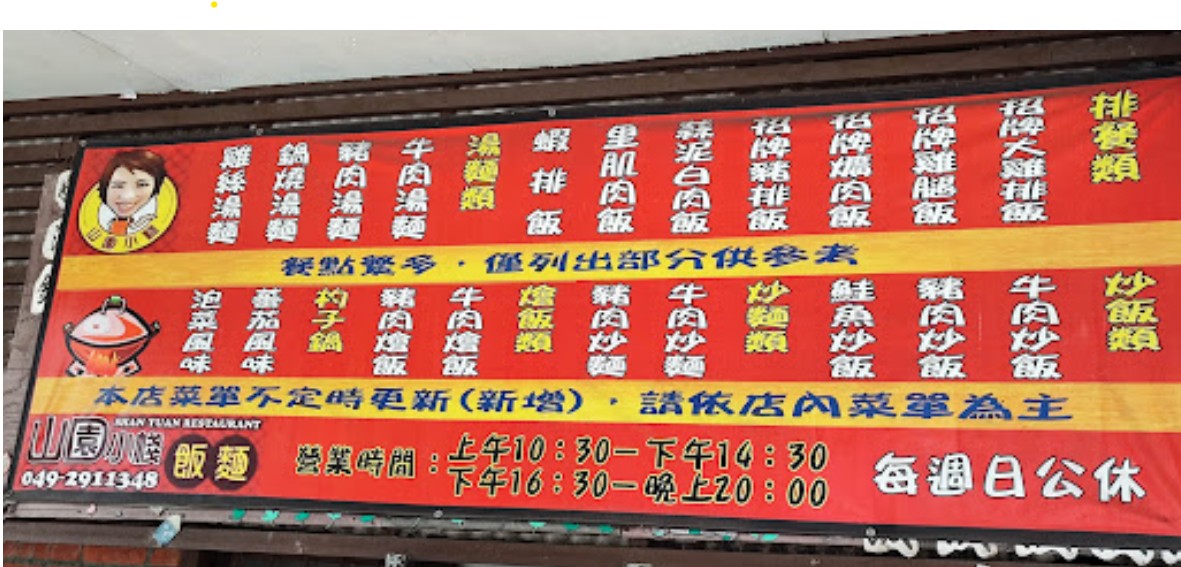 排餐類
招牌大雞排飯
招牌雞腿飯
招牌爌肉飯
招牌豬排飯
蒜泥白肉飯
里肌肉飯
蝦排飯
湯麵類
牛肉湯麵
豬肉湯麵
鍋燒湯麵
雞絲湯麵
山園小棧
餐點繁多，僅列出部分供參考
炒飯類
牛肉炒飯
豬肉炒飯
鮭魚炒飯
炒麵類
牛肉炒麵
豬肉炒麵
燴飯類
牛肉燴飯
豬肉燴飯
杓子鍋
蕃茄風味
泡菜風味
本店菜單不定時更新(新增)，請依店內菜單為主
SHAN YUAN RESTAURANT
山園小棧 飯麵
049-2911348
營業時間：上午10：30－下午14：30
下午16：30－晚上20：00
每週日公休